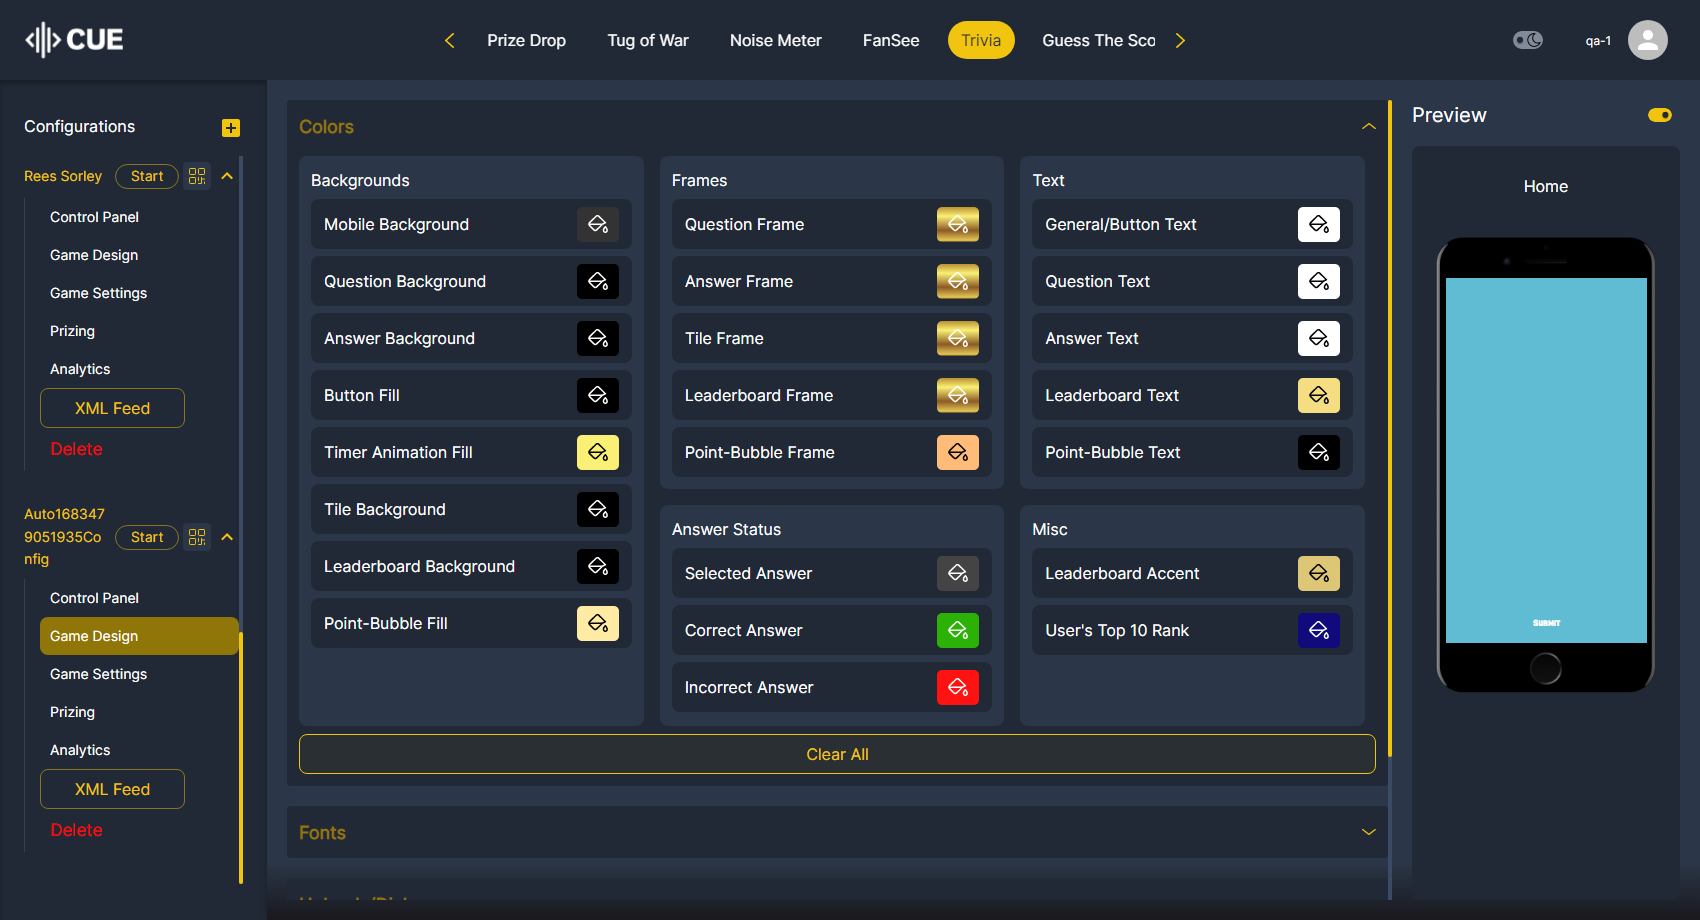 CUE
Prize Drop
Tug of War
Noise Meter
FanSee
Trivia
Guess The Sco
qa-1
Configurations
Rees Sorley
Start
Control Panel
Game Design
Game Settings
Prizing
Analytics
XML Feed
Delete
Auto168347
9051935Co
nfig
Start
Control Panel
Game Design
Game Settings
Prizing
Analytics
XML Feed
Delete
Colors
Backgrounds
Mobile Background
Question Background
Answer Background
Button Fill
Timer Animation Fill
Tile Background
Leaderboard Background
Point-Bubble Fill
Frames
Question Frame
Answer Frame
Tile Frame
Leaderboard Frame
Point-Bubble Frame
Text
General/Button Text
Question Text
Answer Text
Leaderboard Text
Point-Bubble Text
Answer Status
Selected Answer
Correct Answer
Incorrect Answer
Misc
Leaderboard Accent
User's Top 10 Rank
Clear All
Fonts
Preview
Home
Submit